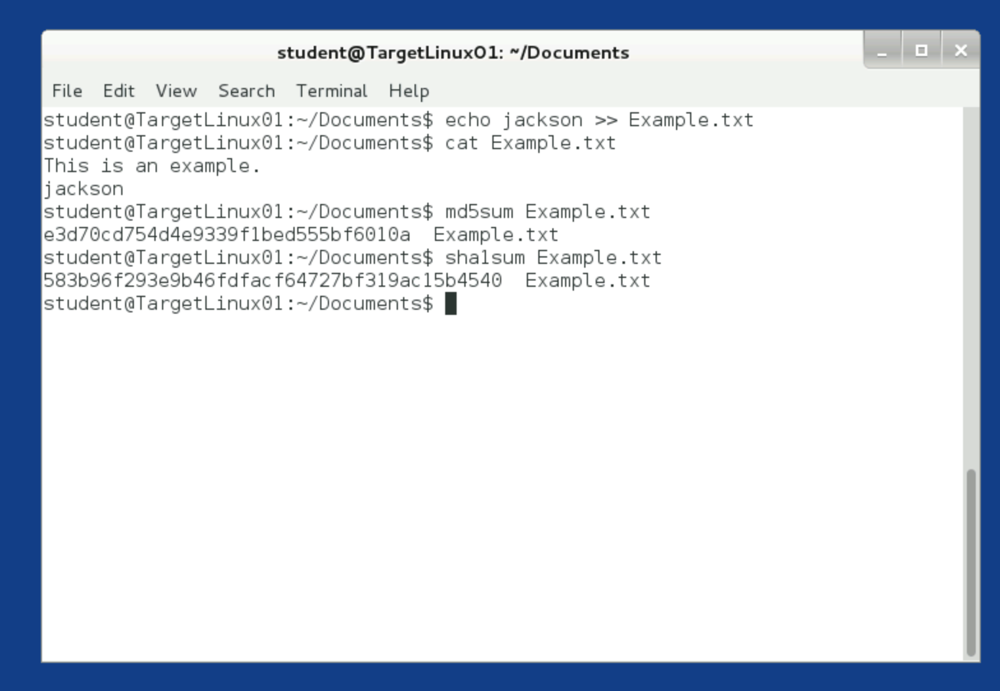 student@TargetLinux01: ~/Documents
File Edit View Search Terminal Help
student@TargetLinux01:~/Documents$ echo jackson >> Example.txt
student@TargetLinux01:~/Documents$ cat Example.txt
This is an example.
jackson
student@TargetLinux01:~/Documents$ md5sum Example.txt
e3d70cd754d4e9339f1bed555bf6010a  Example.txt
student@TargetLinux01:~/Documents$ sha1sum Example.txt
583b96f293e9b46fdfacf64727bf319ac15b4540  Example.txt
student@TargetLinux01:~/Documents$